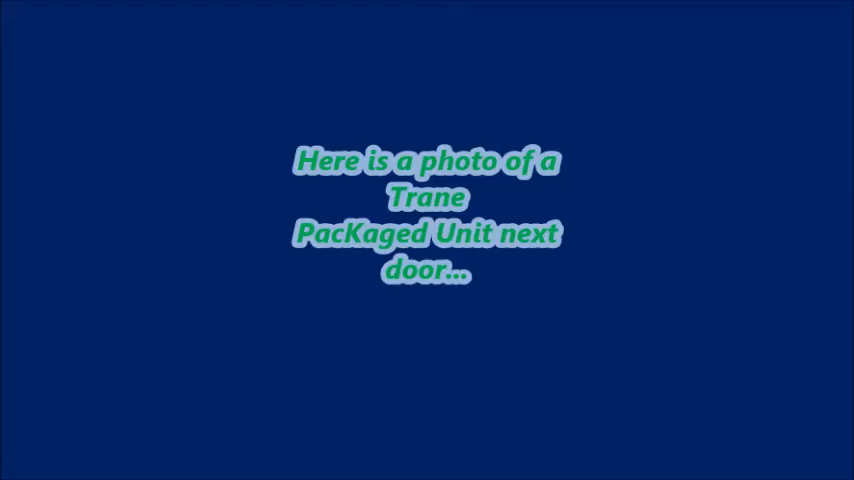 Here is a photo of a
Trane
PacKaged Unit next
door...